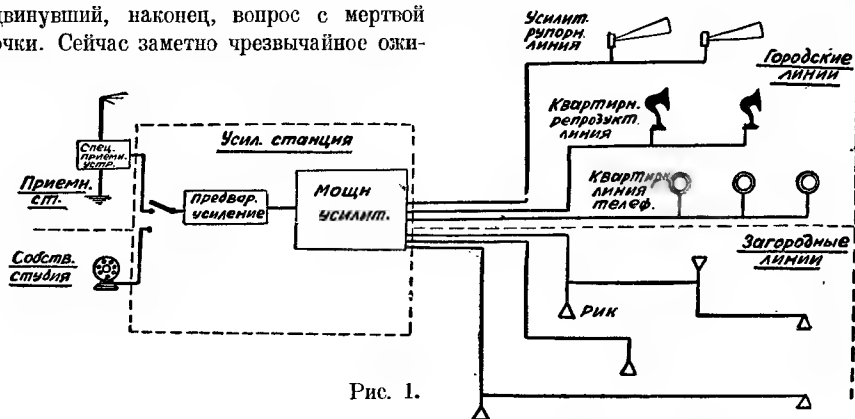 двинувший, наконец, вопрос с мертвой
очки. Сейчас заметно чрезвычайное ожи-
Усилит.
рупорн.
линия
Городские
линии
Квартирн.
репродукт.
линия
Усил. станция
Спец.
приемн.
устр.
Приемн.
ст.
Предвар.
усиление
Мощн
усилит.
Квартирн.
линия
телеф.
Загородные
линии
Собств.
студия
Рик
Рис. 1.